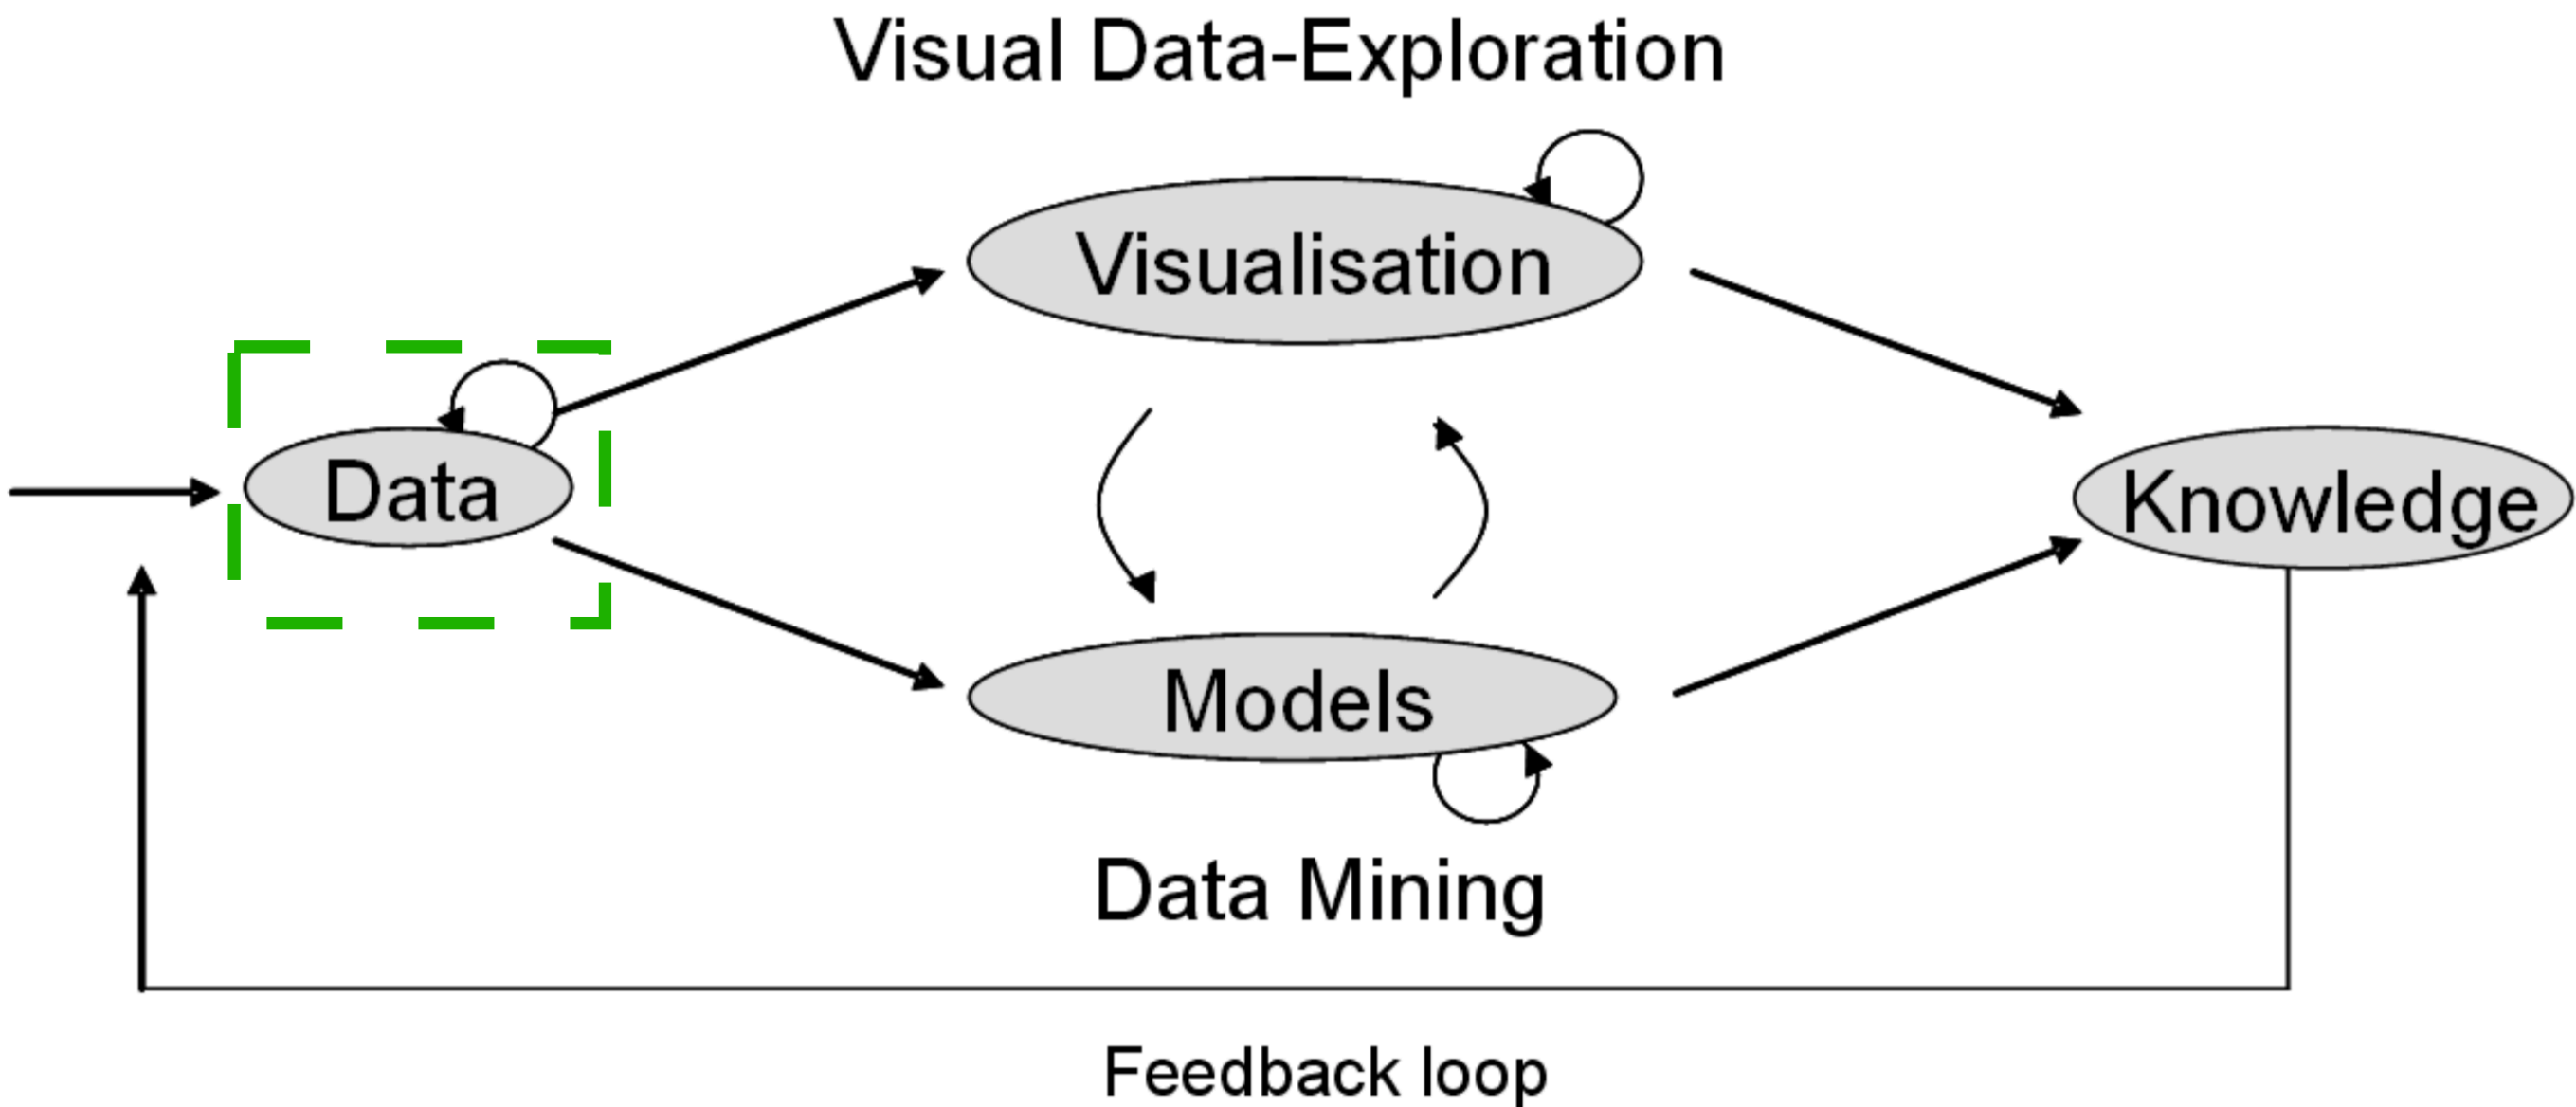 Visual Data-Exploration
Visualisation
Data
Knowledge
Models
Data Mining
Feedback loop